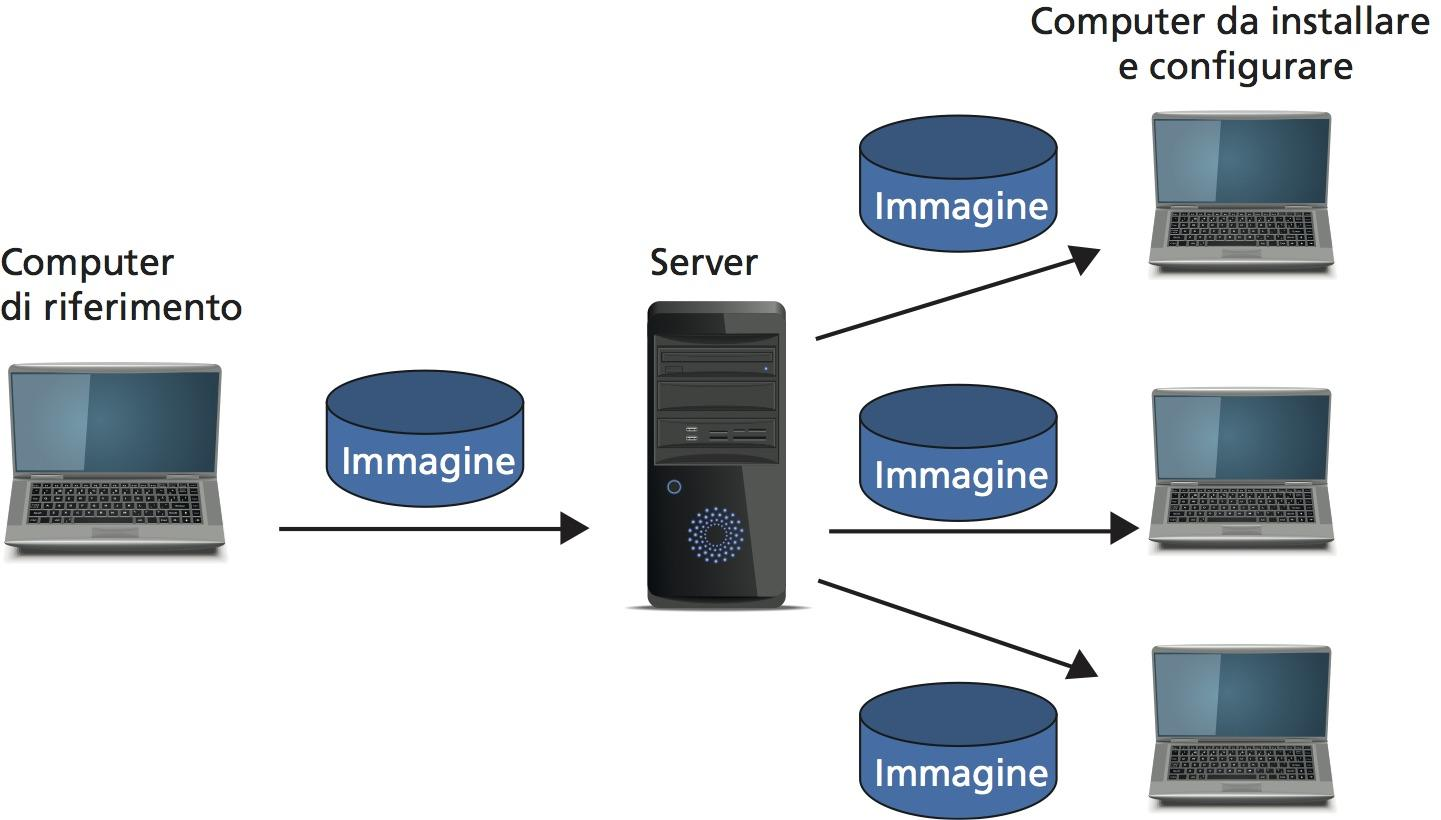 Computer da installare
e configurare
Immagine
Computer
di riferimento
Server
Immagine
Immagine
Immagine